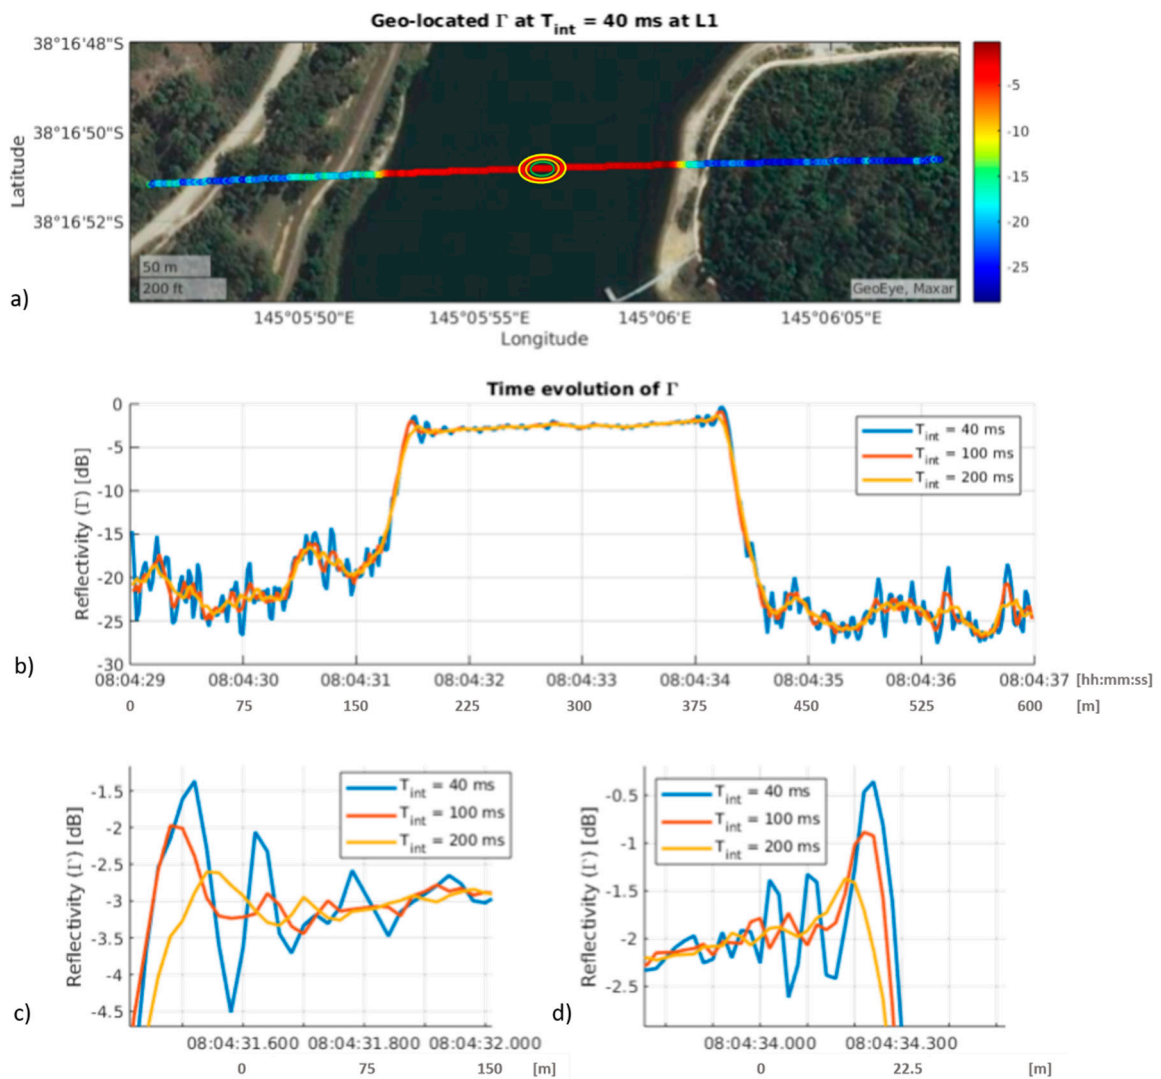 Geo-located Γ at T_int = 40 ms at L1
38°16'48"S
38°16'50"S
38°16'52"S
Latitude
50 m
200 ft
GeoEye, Maxar
-5
-10
-15
-20
-25
145°05'50"E 145°05'55"E 145°06'E 145°06'05"E
Longitude
a)
Time evolution of Γ
Reflectivity (Γ) [dB]
0
-5
-10
-15
-20
-25
-30
T_int = 40 ms
T_int = 100 ms
T_int = 200 ms
08:04:29 08:04:30 08:04:31 08:04:32 08:04:33 08:04:34 08:04:35 08:04:36 08:04:37 [hh:mm:ss]
0 75 150 225 300 375 450 525 600 [m]
b)
Reflectivity (Γ) [dB]
-1.5
-2
-2.5
-3
-3.5
-4
-4.5
T_int = 40 ms
T_int = 100 ms
T_int = 200 ms
08:04:31.600 08:04:31.800 08:04:32.000
0 75 150 [m]
c)
Reflectivity (Γ) [dB]
-0.5
-1
-1.5
-2
-2.5
T_int = 40 ms
T_int = 100 ms
T_int = 200 ms
08:04:34.000 08:04:34.300
0 22.5 [m]
d)